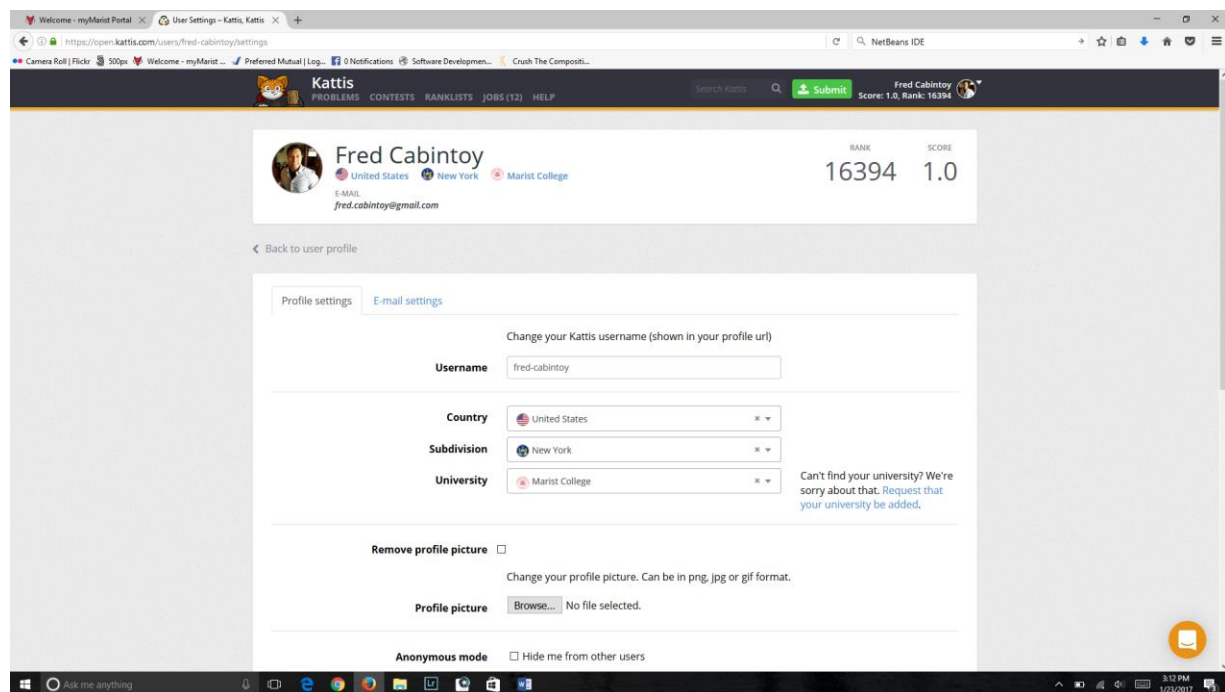 Welcome - myMarist Portal
User Settings – Kattis, Kattis
https://open.kattis.com/users/fred-cabintoy/settings
NetBeans IDE
Camera Roll | Flickr
500px
Welcome - myMarist ...
Preferred Mutual | Log...
0 Notifications
Software Developmen...
Crush The Compositi...
Kattis
PROBLEMS CONTESTS RANKLISTS JOBS (12) HELP
Search Kattis
Submit
Fred Cabintoy
Score: 1.0, Rank: 16394
Fred Cabintoy
United States New York Marist College
E-MAIL
fred.cabintoy@gmail.com
RANK SCORE
16394 1.0
Back to user profile
Profile settings E-mail settings
Change your Kattis username (shown in your profile url)
Username fred-cabintoy
Country United States
Subdivision New York
University Marist College
Can't find your university? We're
sorry about that. Request that
your university be added.
Remove profile picture
Change your profile picture. Can be in png, jpg or gif format.
Profile picture Browse... No file selected.
Anonymous mode Hide me from other users
Ask me anything
3:12 PM
1/23/2017